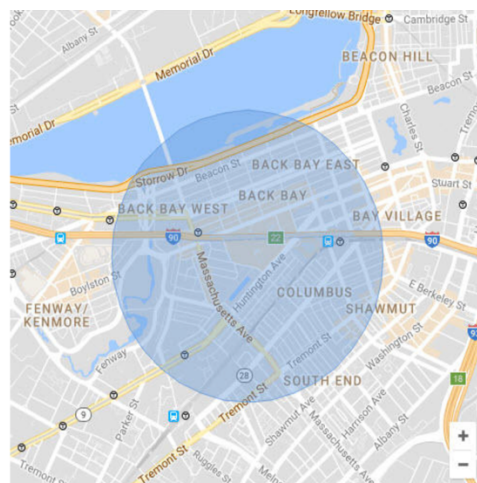 Longfellow Bridge
Cambridge St
Albany St
Memorial Dr
BEACON HILL
Beacon St
Charles St
Memorial Dr
Storrow Dr
Beacon St
BACK BAY EAST
Stuart St
BACK BAY
BACK BAY WEST
BAY VILLAGE
90
22
90
Massachusetts Ave
Huntington Ave
Boylston St
COLUMBUS
E Berkeley St
FENWAY/
KENMORE
SHAWMUT
Washington St
Fenway
Tremont St
28
SOUTH END
18
Tremont St
9
Parker St
Shawmut Ave
Massachusetts Ave
Harrison Ave
Albany St
+
Ruggles St
Tremont St
−